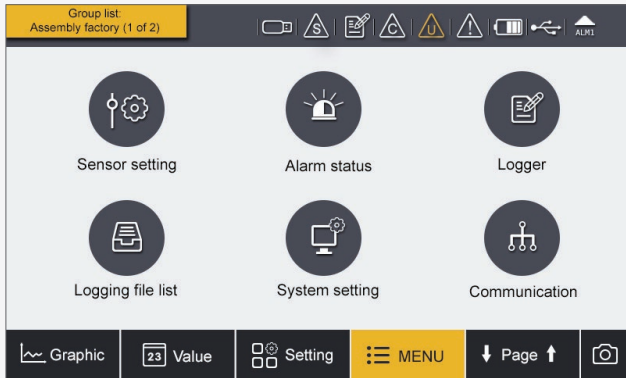 Group list:
Assembly factory (1 of 2)
S
C
U
ALM1
Sensor setting
Alarm status
Logger
Logging file list
System setting
Communication
Graphic
23 Value
Setting
MENU
Page